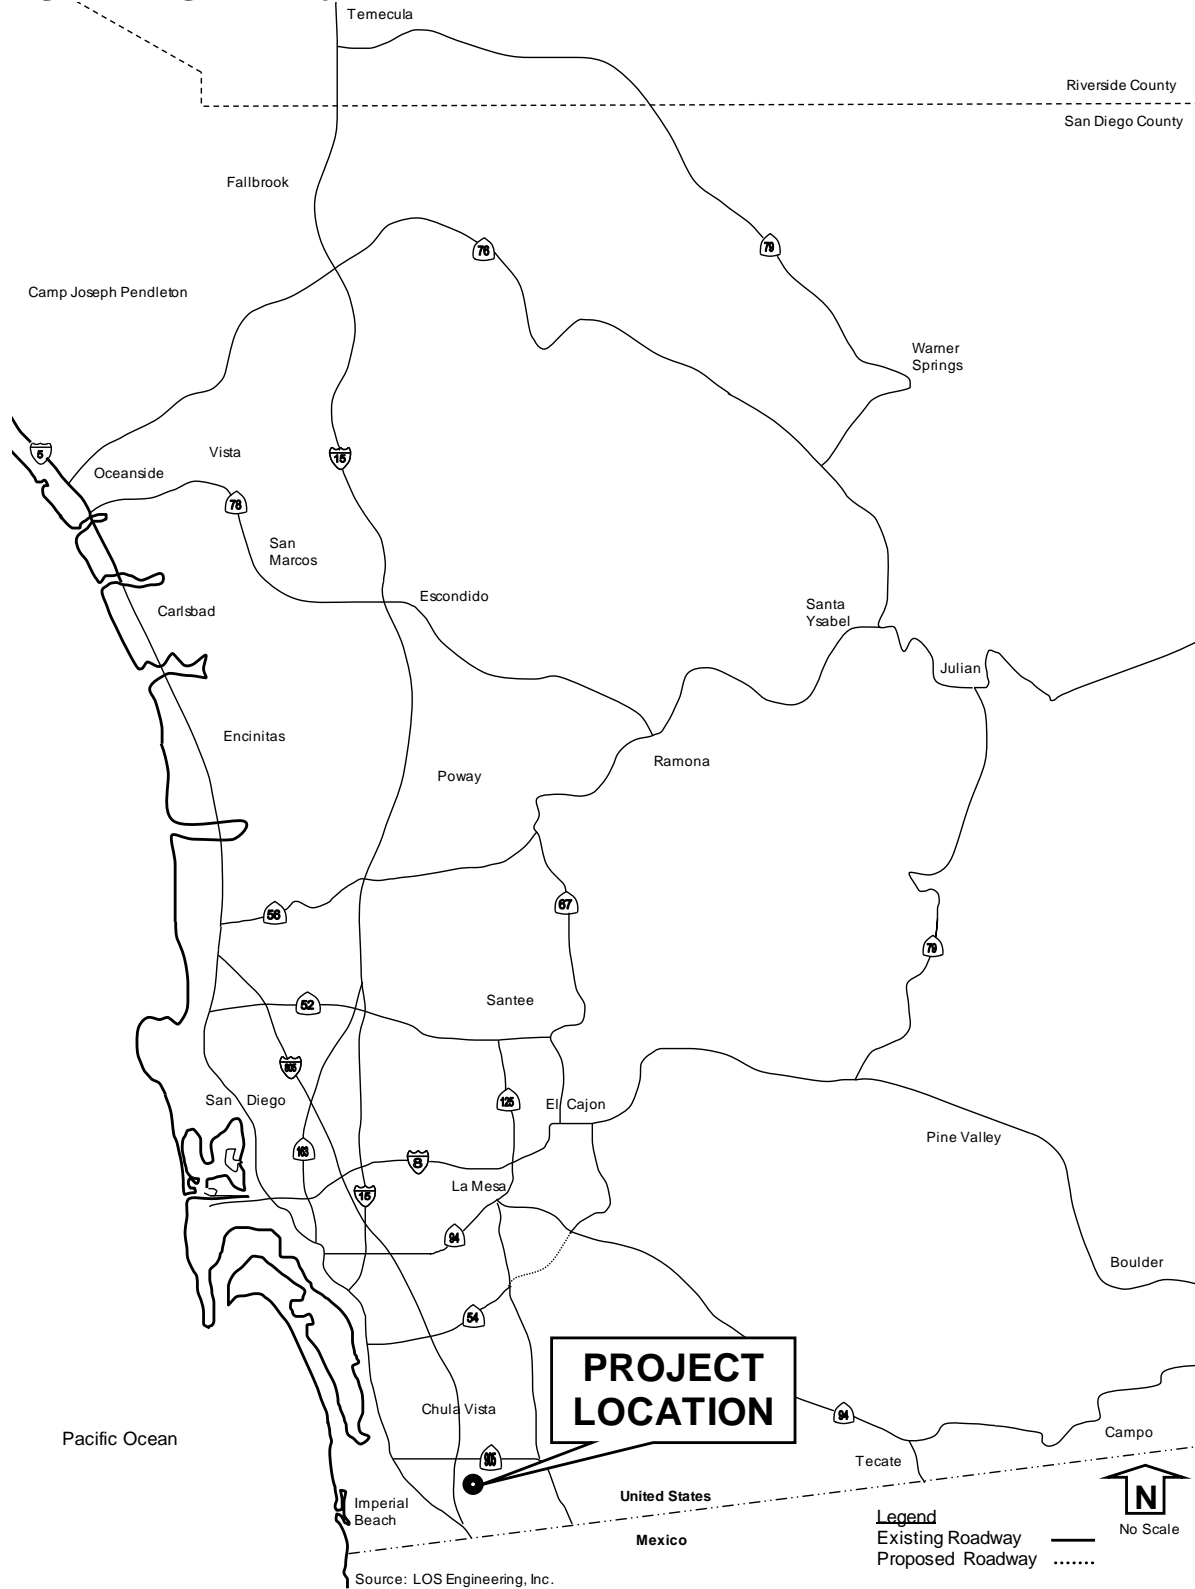 Temecula
Riverside County
San Diego County
Fallbrook
76
79
Camp Joseph Pendleton
Warner
Springs
5
Vista
15
Oceanside
78
San
Marcos
Escondido
Carlsbad
Santa
Ysabel
Julian
Encinitas
Ramona
Poway
67
56
79
Santee
52
805
125
San Diego
El Cajon
Pine Valley
163
8
La Mesa
15
94
Boulder
54
PROJECT
LOCATION
Chula Vista
94
Pacific Ocean
Campo
905
Tecate
United States
Imperial
Beach
Mexico
N
No Scale
Legend
Existing Roadway
Proposed Roadway
Source: LOS Engineering, Inc.